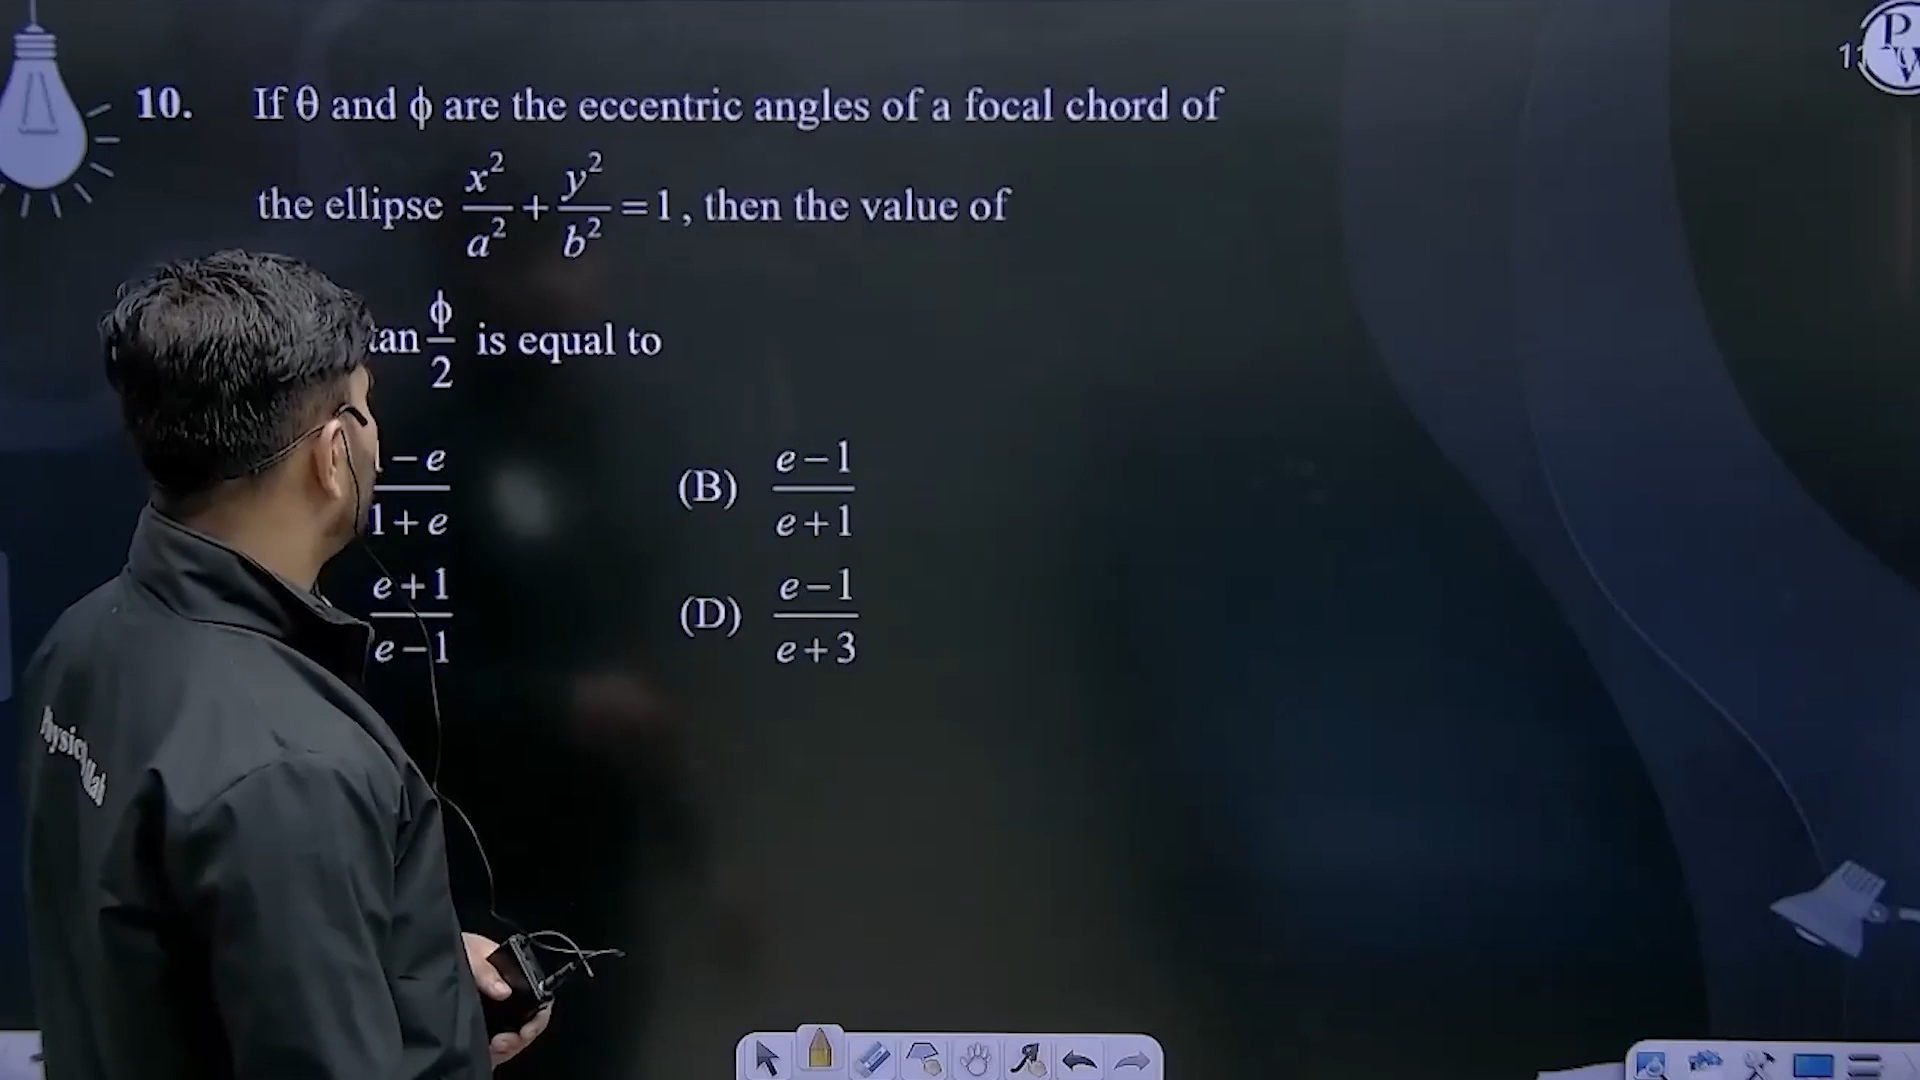 10. If θ and ϕ are the eccentric angles of a focal chord of
the ellipse x²/a² + y²/b² = 1, then the value of
tan ϕ/2 is equal to
1 − e / 1 + e
(B) e − 1 / e + 1
e + 1 / e − 1
(D) e − 1 / e + 3
P
W